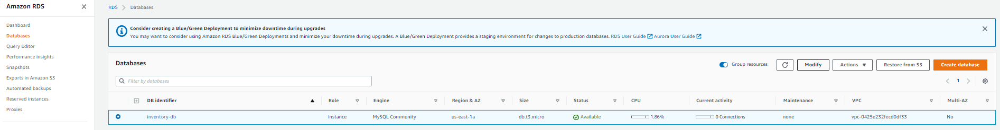 Amazon RDS
Dashboard
Databases
Query Editor
Performance insights
Snapshots
Exports in Amazon S3
Automated backups
Reserved instances
Proxies
RDS > Databases
Consider creating a Blue/Green Deployment to minimize downtime during upgrades
You may want to consider using Amazon RDS Blue/Green Deployments and minimize your downtime during upgrades. A Blue/Green Deployment provides a staging environment for changes to production databases. RDS User Guide Aurora User Guide
Databases
Group resources Modify Actions Restore from S3 Create database
Filter by databases
1
DB identifier Role Engine Region & AZ Size Status CPU Current activity Maintenance VPC Multi-AZ
inventory-db Instance MySQL Community us-east-1a db.t3.micro Available 1.86% 0 Connections none vpc-0425e232fecd0df33 No